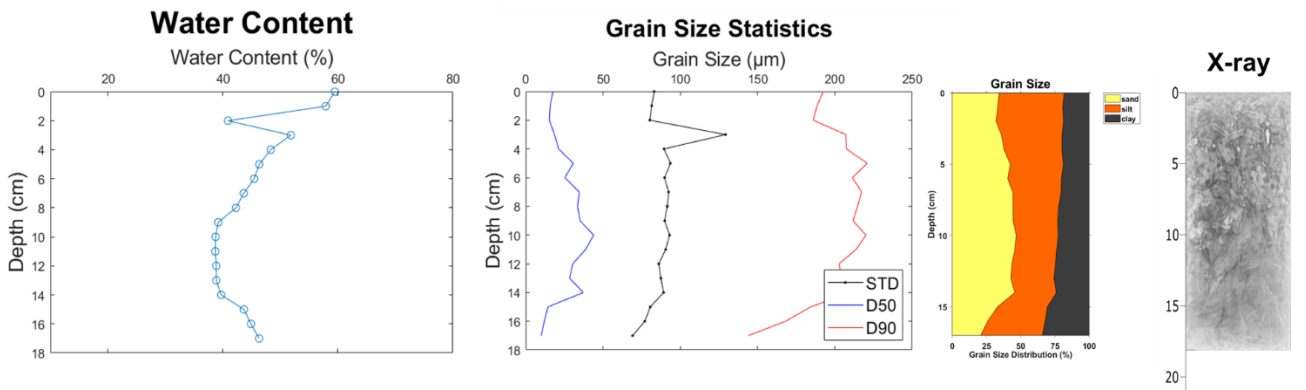 Water Content
Water Content (%)
20 40 60 80
0
2
4
6
8
10
12
14
16
18
Depth (cm)
Grain Size Statistics
Grain Size (µm)
0 50 100 150 200 250
0
2
4
6
8
10
12
14
16
18
Depth (cm)
STD
D50
D90
Grain Size
0
5
10
15
Depth (cm)
0 25 50 75 100
Grain Size Distribution (%)
sand
silt
clay
X-ray
0
5
10
15
20